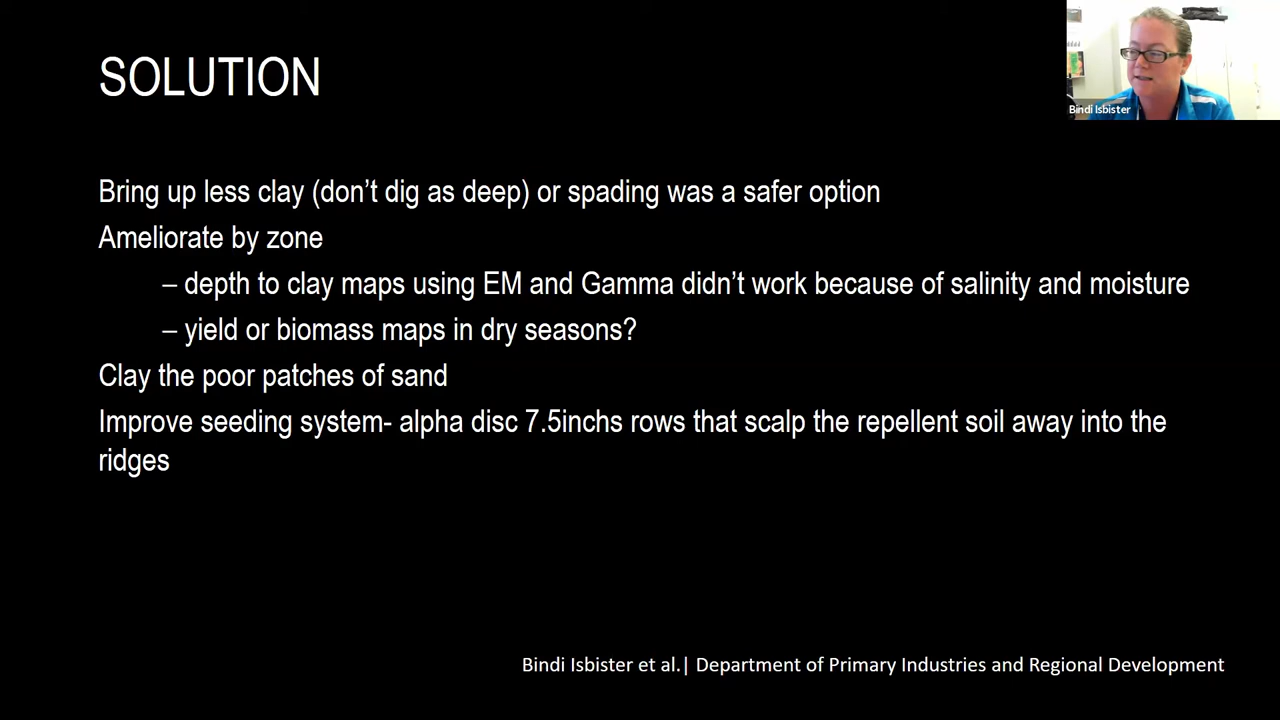 SOLUTION
Bindi Isbister
Bring up less clay (don’t dig as deep) or spading was a safer option
Ameliorate by zone
– depth to clay maps using EM and Gamma didn’t work because of salinity and moisture
– yield or biomass maps in dry seasons?
Clay the poor patches of sand
Improve seeding system- alpha disc 7.5inchs rows that scalp the repellent soil away into the
ridges
Bindi Isbister et al.| Department of Primary Industries and Regional Development